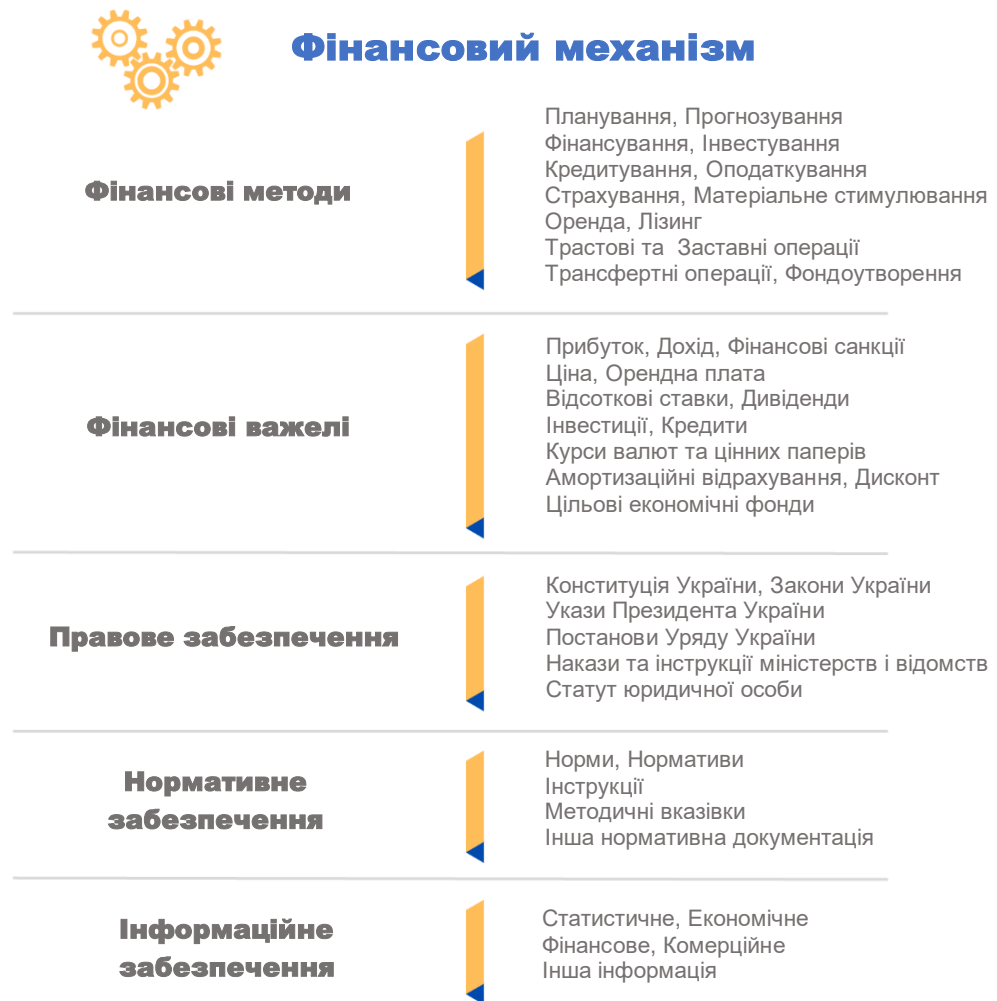 Фінансовий механізм
Фінансові методи
Планування, Прогнозування
Фінансування, Інвестування
Кредитування, Оподаткування
Страхування, Матеріальне стимулювання
Оренда, Лізинг
Трастові та  Заставні операції
Трансфертні операції, Фондоутворення
Фінансові важелі
Прибуток, Дохід, Фінансові санкції
Ціна, Орендна плата
Відсоткові ставки, Дивіденди
Інвестиції, Кредити
Курси валют та цінних паперів
Амортизаційні відрахування, Дисконт
Цільові економічні фонди
Правове забезпечення
Конституція України, Закони України
Укази Президента України
Постанови Уряду України
Накази та інструкції міністерств і відомств
Статут юридичної особи
Нормативне
забезпечення
Норми, Нормативи
Інструкції
Методичні вказівки
Інша нормативна документація
Інформаційне
забезпечення
Статистичне, Економічне
Фінансове, Комерційне
Інша інформація